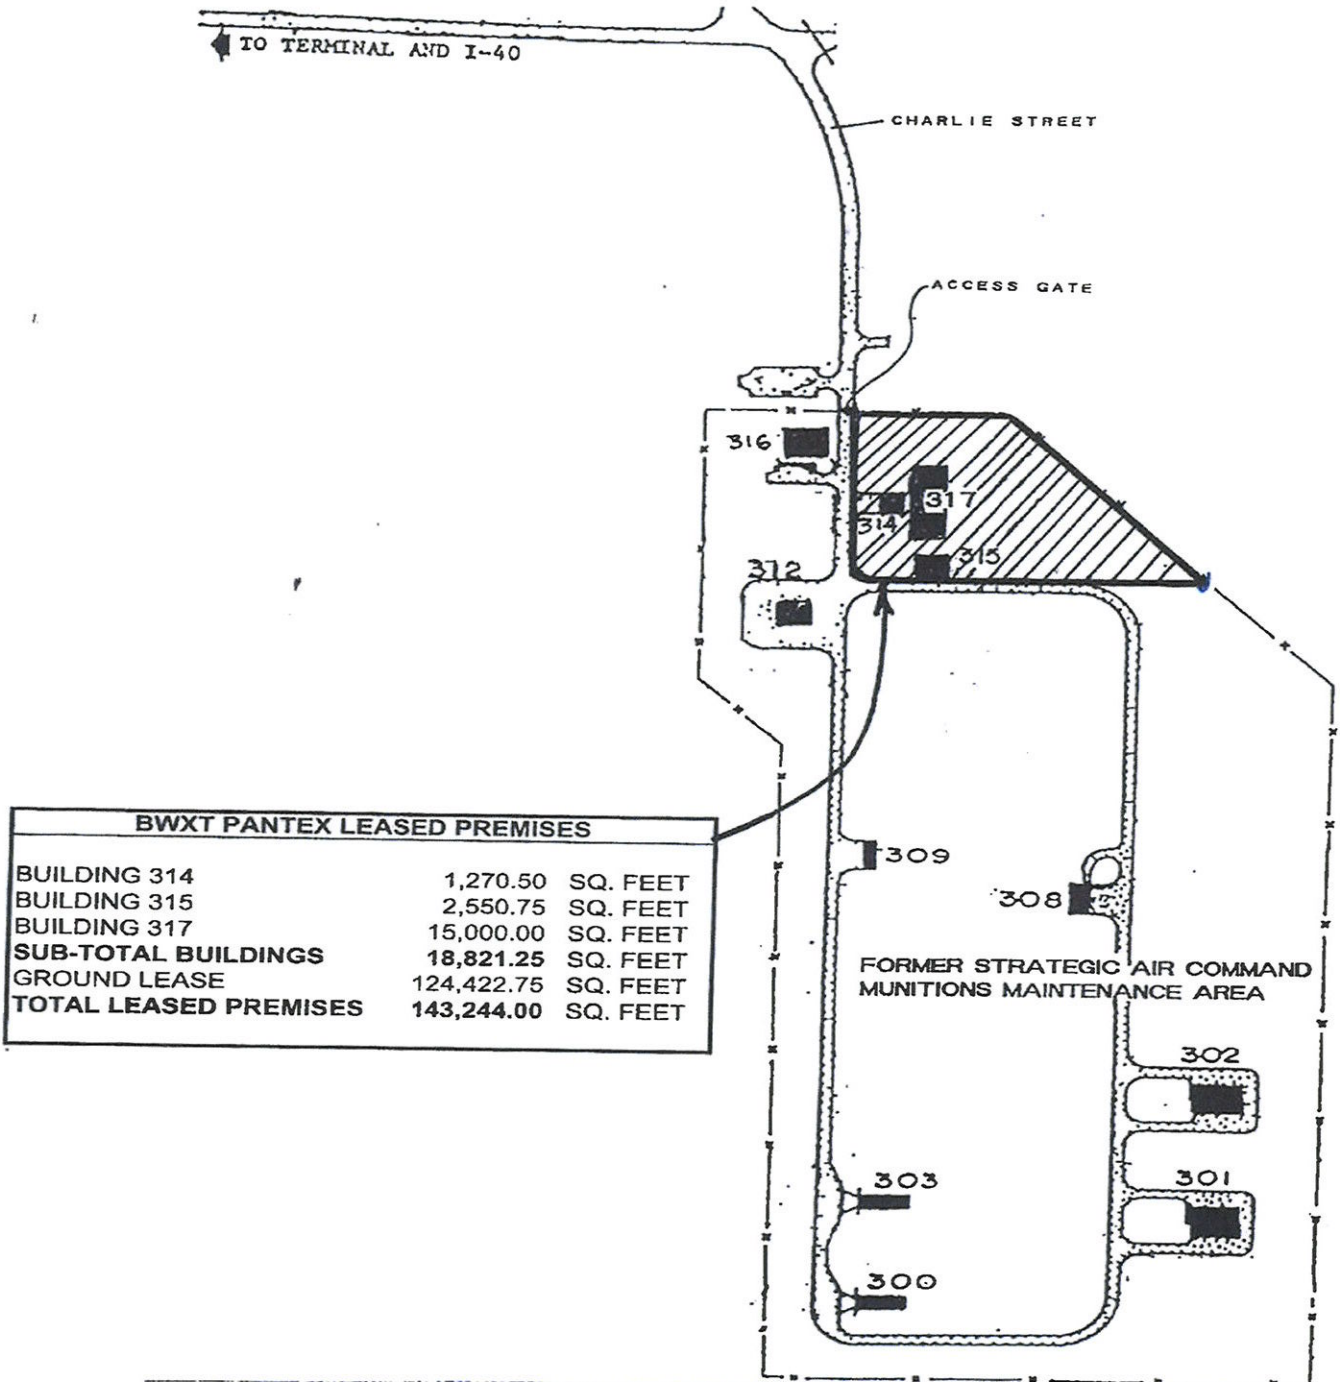 TO TERMINAL AND I-40
CHARLIE STREET
ACCESS GATE
316
317
314
315
312
BWXT PANTEX LEASED PREMISES
BUILDING 314 1,270.50 SQ. FEET
BUILDING 315 2,550.75 SQ. FEET
BUILDING 317 15,000.00 SQ. FEET
SUB-TOTAL BUILDINGS 18,821.25 SQ. FEET
GROUND LEASE 124,422.75 SQ. FEET
TOTAL LEASED PREMISES 143,244.00 SQ. FEET
309
308
FORMER STRATEGIC AIR COMMAND
MUNITIONS MAINTENANCE AREA
302
303
301
300